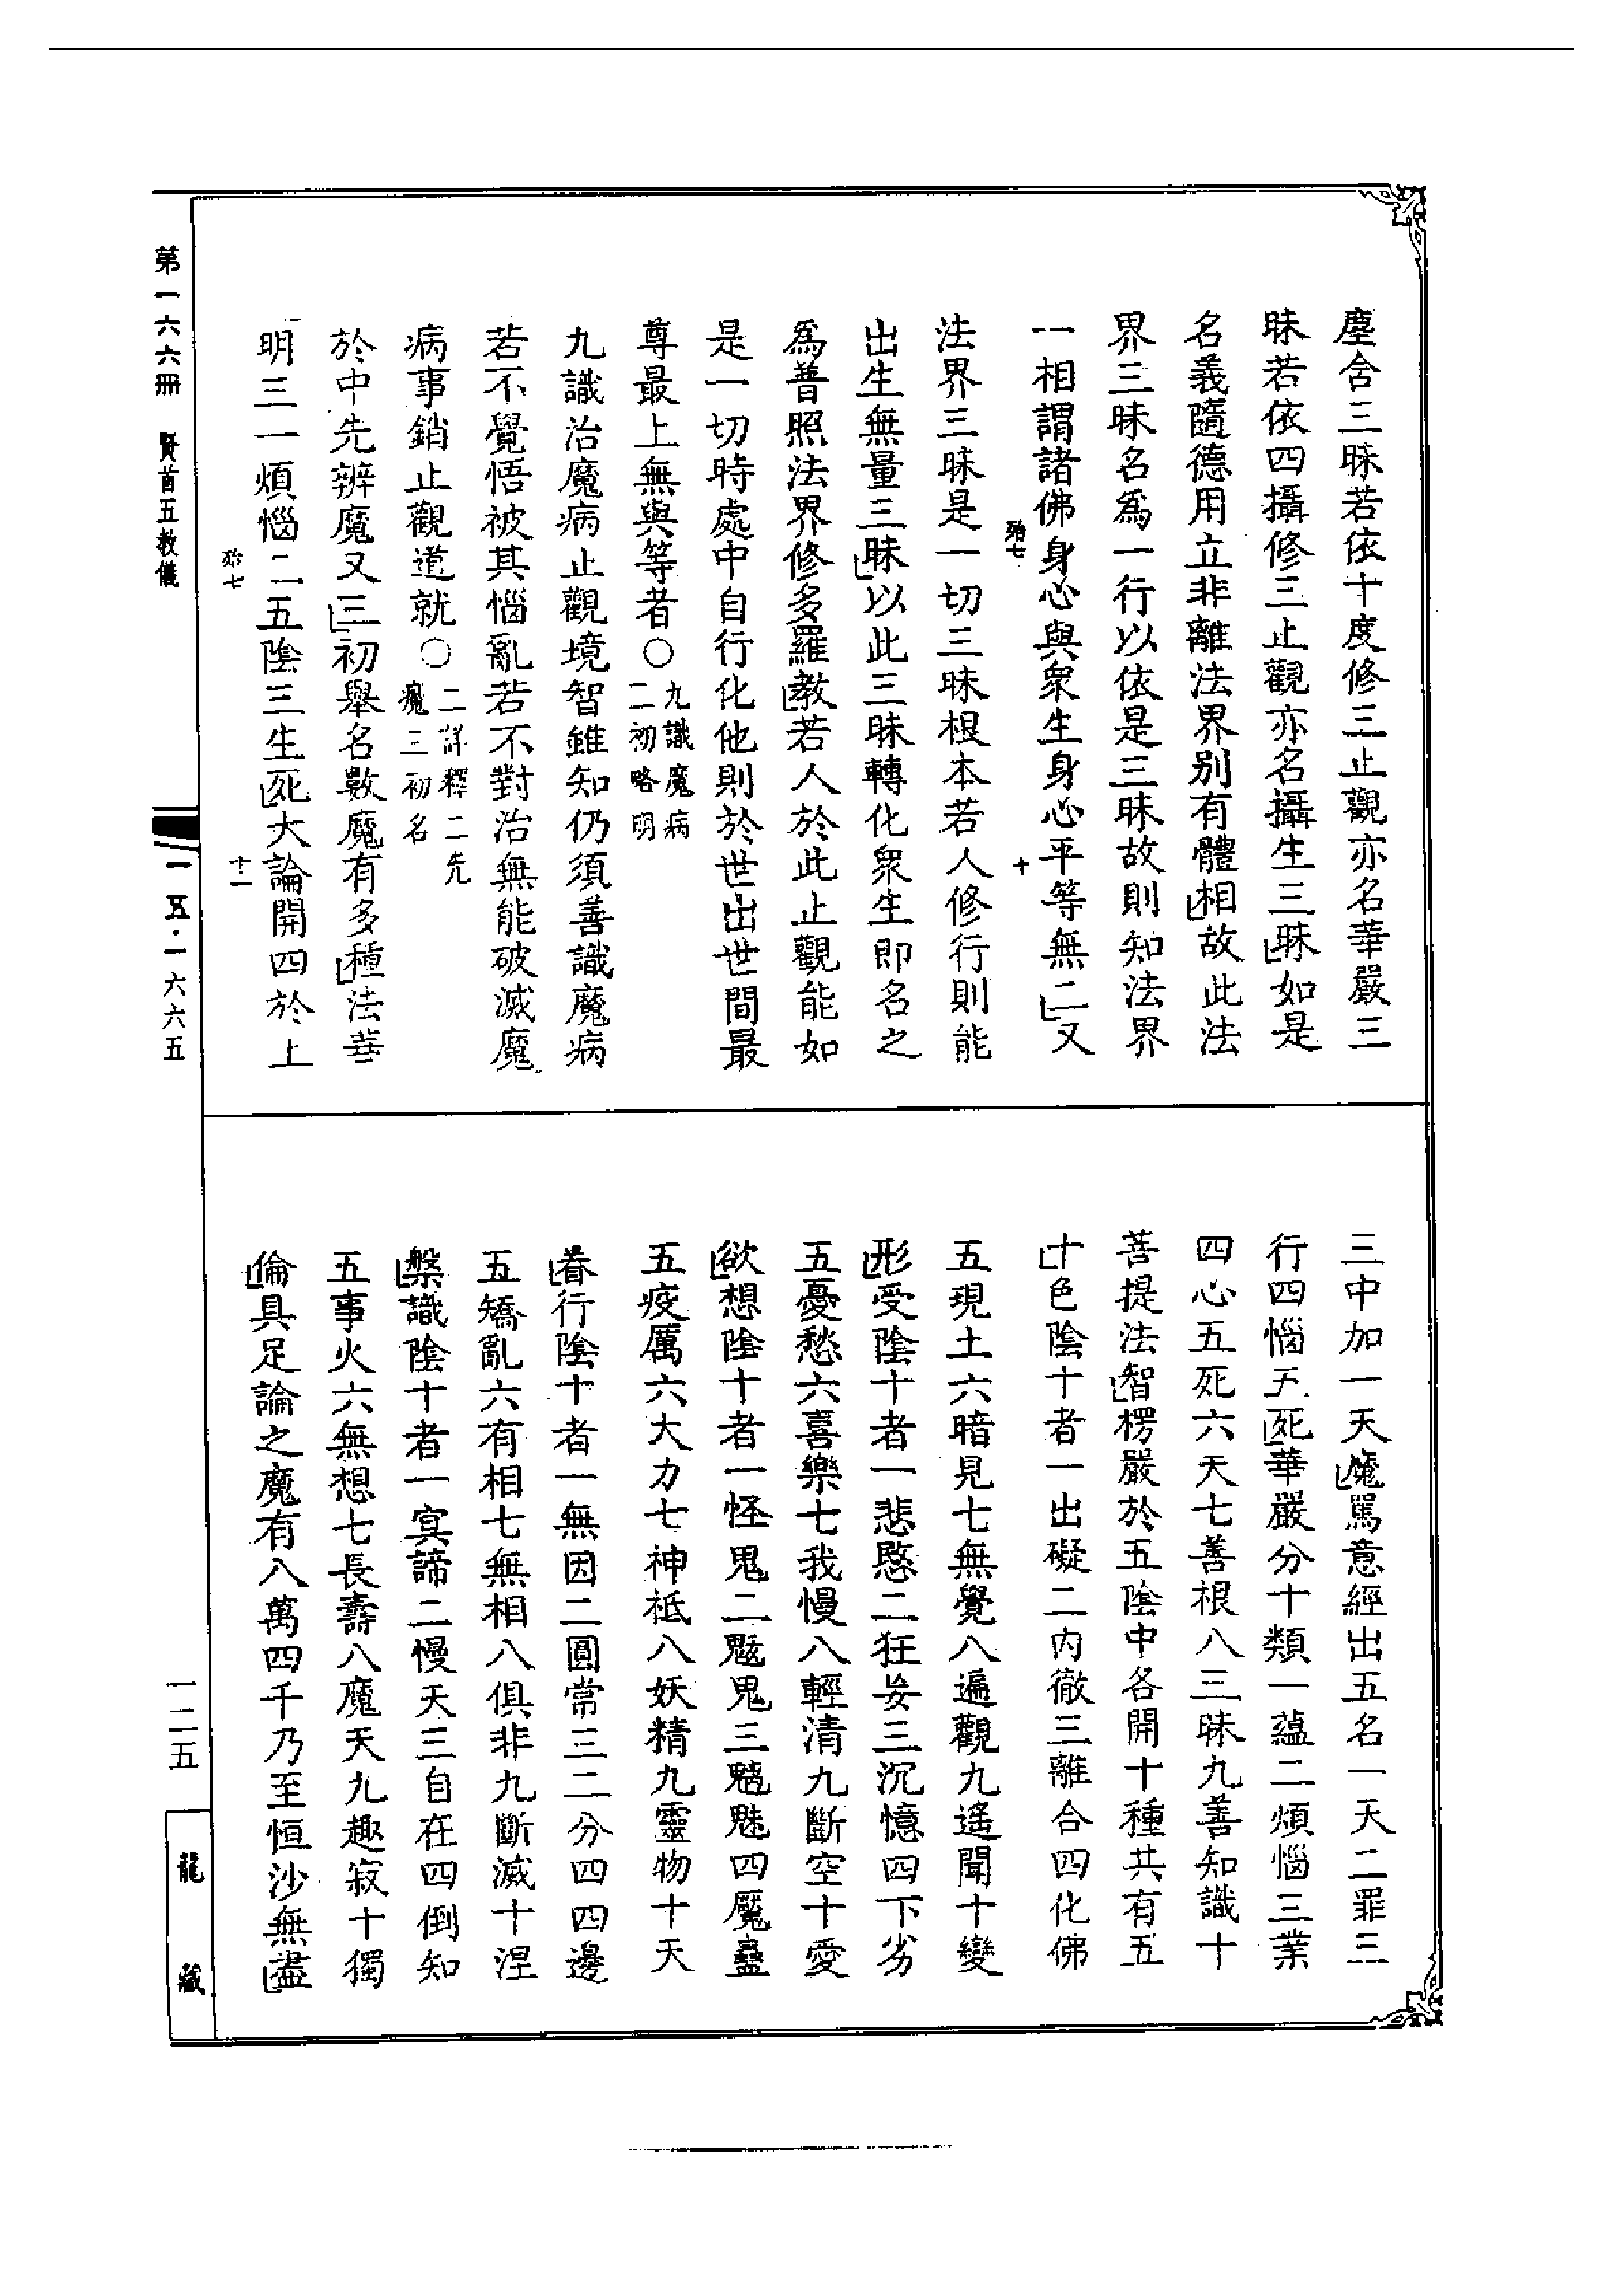 塵含三昧若依十度修三止觀亦名華嚴三
昧若依四攝修三止觀亦名攝生三昧如是
名義隨德用立非離法界別有體相故此法
界三昧名為一行以依是三昧故則知法界
一相謂諸佛身心與眾生身心平等無二又
殆七
十
法界三昧是一切三昧根本若人修行則能
出生無量三昧以此三昧轉化眾生即名之
為普照法界修多羅教若人於此止觀能如
是一切時處中自行化他則於世出世間最
尊最上無與等者○九識魔病二初略明
九識治魔病止觀境智雖知仍須善識魔病
若不覺悟被其惱亂若不對治無能破滅魔
病事銷止觀道就○二詳釋二先魔三初名
於中先辨魔又三初舉名數魔有多種法華
明三一煩惱二五陰三生死大論開四於上
殆七
十一
三中加一天魔罵意經出五名一天二罪三
行四惱五死華嚴分十類一蘊二煩惱三業
四心五死六天七善根八三昧九善知識十
菩提法智楞嚴於五陰中各開十種共有五
十色陰十者一出礙二內徹三離合四化佛
五現土六暗見七無覺八遍觀九遙聞十變
形受陰十者一悲愍二狂妄三沉憶四下劣
五憂愁六喜樂七我慢八輕清九斷空十愛
欲想陰十者一怪鬼二魃鬼三魑魅四魘蠱
五疫厲六大力七神祗八妖精九靈物十天
眷行陰十者一無因二圓常三二分四四邊
五矯亂六有相七無相八俱非九斷滅十涅
槃識陰十者一冥諦二慢天三自在四倒知
五事火六無想七長壽八魔天九趣寂十獨
倫具足論之魔有八萬四千乃至恒沙無盡
第一六六冊　賢首五教儀
一五·一六六五
一二五
龍藏